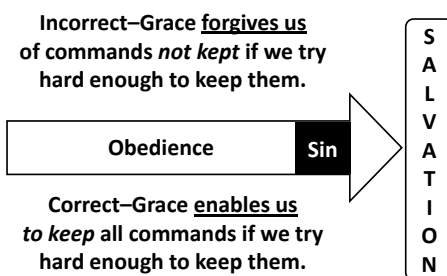 Incorrect–Grace forgives us
of commands not kept if we try
hard enough to keep them.
Obedience
Sin
Correct–Grace enables us
to keep all commands if we try
hard enough to keep them.
S
A
L
V
A
T
I
O
N